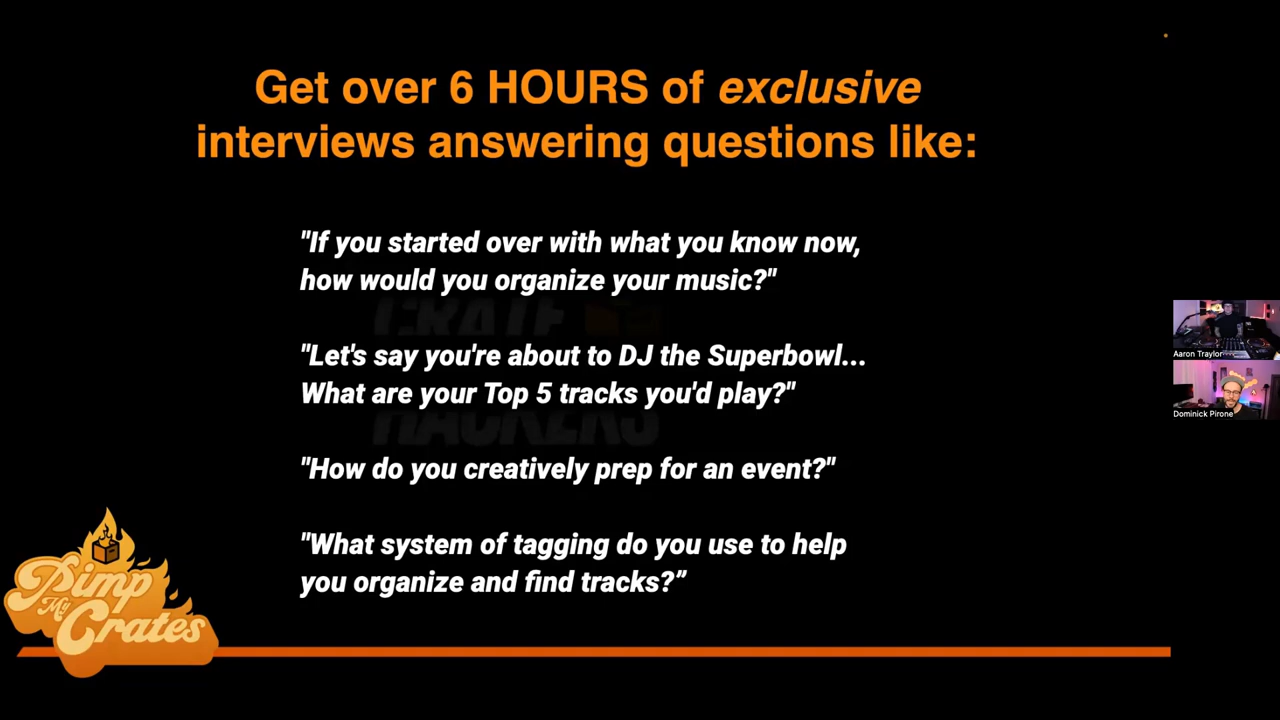 Get over 6 HOURS of exclusive
interviews answering questions like:
"If you started over with what you know now,
how would you organize your music?"
CRATE
"Let's say you're about to DJ the Superbowl...
What are your Top 5 tracks you'd play?"
HACKERS
"How do you creatively prep for an event?"
"What system of tagging do you use to help
you organize and find tracks?”
Pimp
My
Crates
Aaron Traylor
Dominick Pirone